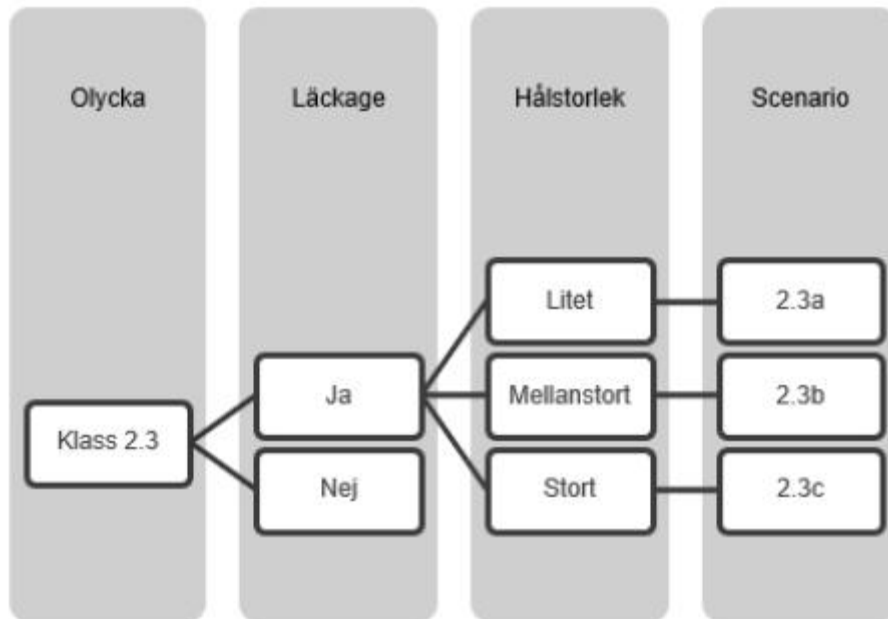 Olycka
Läckage
Hålstorlek
Scenario
Litet
2.3a
Ja
Mellanstort
2.3b
Klass 2.3
Nej
Stort
2.3c